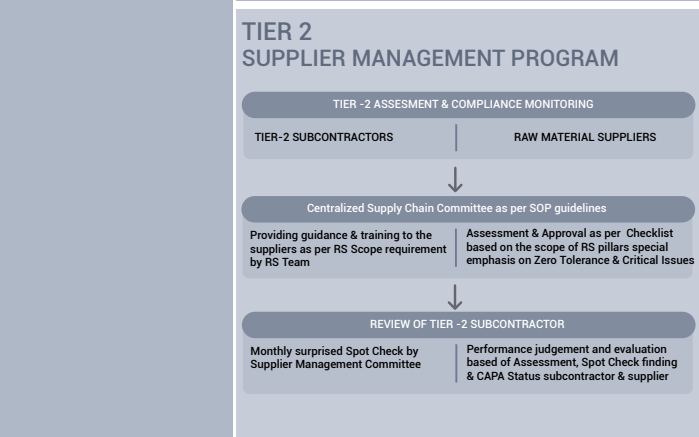 TIER 2
SUPPLIER MANAGEMENT PROGRAM
TIER -2 ASSESMENT & COMPLIANCE MONITORING
TIER-2 SUBCONTRACTORS
RAW MATERIAL SUPPLIERS
Centralized Supply Chain Committee as per SOP guidelines
Providing guidance & training to the
suppliers as per RS Scope requirement
by RS Team
Assessment & Approval as per Checklist
based on the scope of RS pillars special
emphasis on Zero Tolerance & Critical Issues
REVIEW OF TIER -2 SUBCONTRACTOR
Monthly surprised Spot Check by
Supplier Management Committee
Performance judgement and evaluation
based of Assessment, Spot Check finding
& CAPA Status subcontractor & supplier